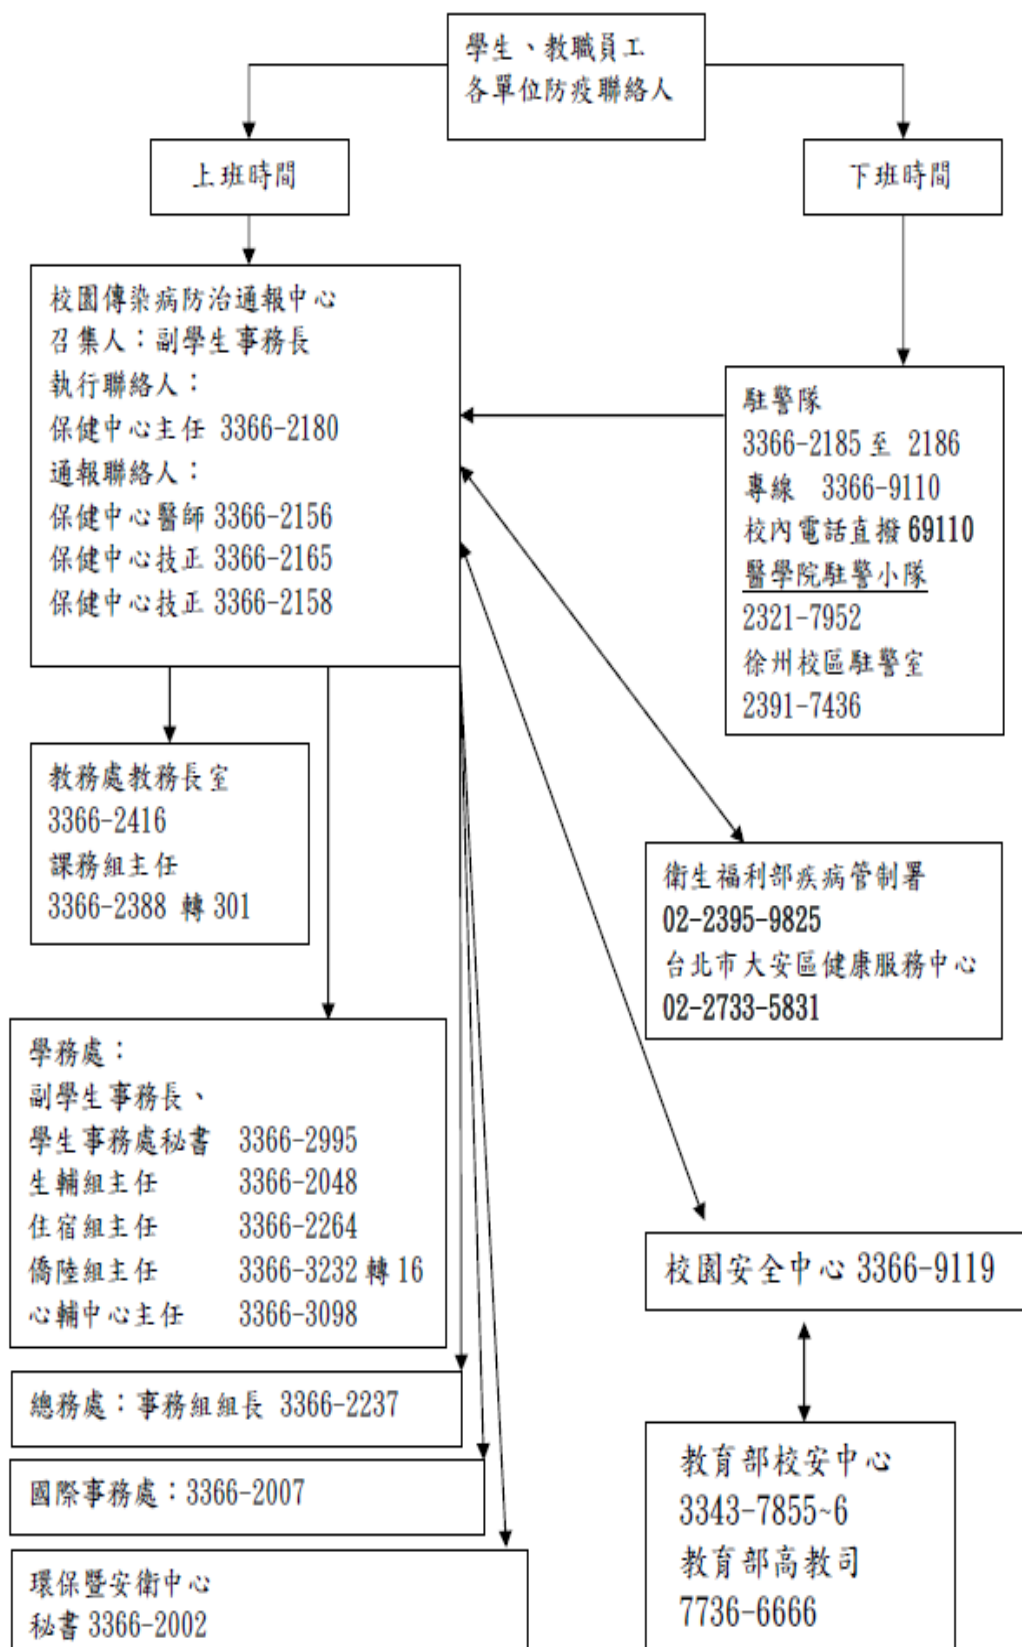 學生、教職員工
各單位防疫聯絡人
上班時間
下班時間
校園傳染病防治通報中心
召集人：副學生事務長
執行聯絡人：
保健中心主任 3366-2180
通報聯絡人：
保健中心醫師 3366-2156
保健中心技正 3366-2165
保健中心技正 3366-2158
駐警隊
3366-2185 至 2186
專線 3366-9110
校內電話直撥 69110
醫學院駐警小隊
2321-7952
徐州校區駐警室
2391-7436
教務處教務長室
3366-2416
課務組主任
3366-2388 轉 301
衛生福利部疾病管制署
02-2395-9825
台北市大安區健康服務中心
02-2733-5831
學務處：
副學生事務長、
學生事務處秘書 3366-2995
生輔組主任 3366-2048
住宿組主任 3366-2264
僑陸組主任 3366-3232 轉 16
心輔中心主任 3366-3098
校園安全中心 3366-9119
總務處：事務組組長 3366-2237
國際事務處：3366-2007
環保暨安衛中心
秘書 3366-2002
教育部校安中心
3343-7855~6
教育部高教司
7736-6666